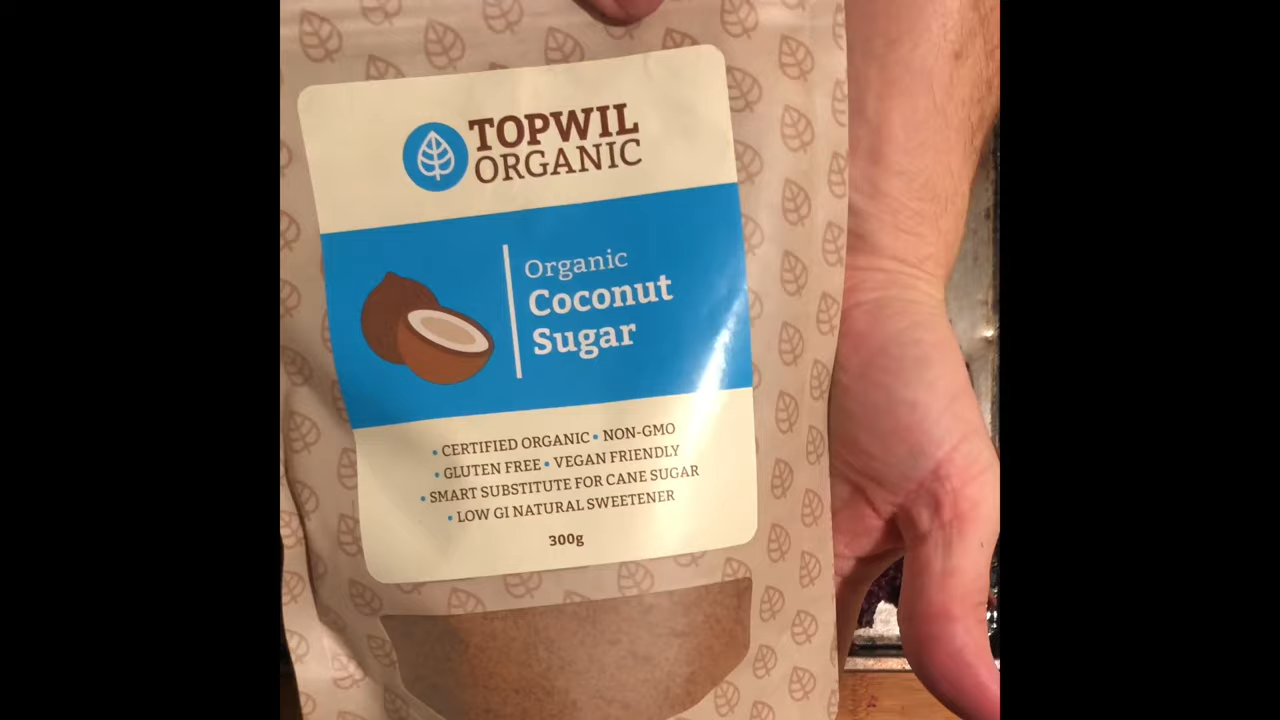 TOPWIL
ORGANIC
Organic
Coconut
Sugar
• CERTIFIED ORGANIC • NON-GMO
• GLUTEN FREE • VEGAN FRIENDLY
• SMART SUBSTITUTE FOR CANE SUGAR
• LOW GI NATURAL SWEETENER
300g